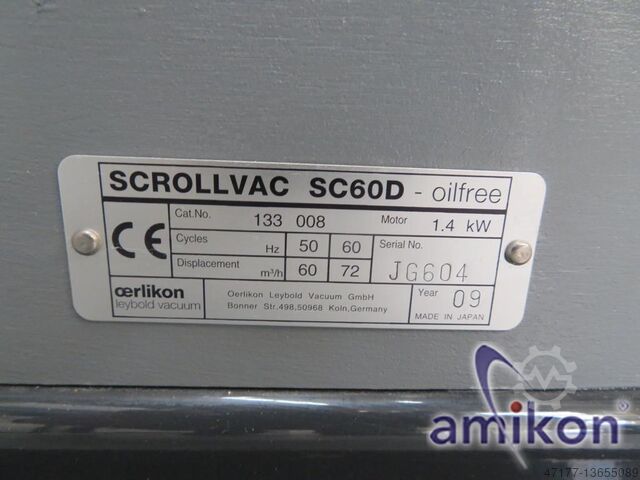 SCROLLVAC SC60D - oilfree
Cat.No. 133 008 Motor 1.4 kW
Cycles Hz 50 60 Serial No.
Displacement m³/h 60 72 JG604
œrlikon leybold vacuum
Oerlikon Leybold Vacuum GmbH
Bonner Str.498,50968 Koln,Germany
Year 09
MADE IN JAPAN
CE
amikon
47177-13655089